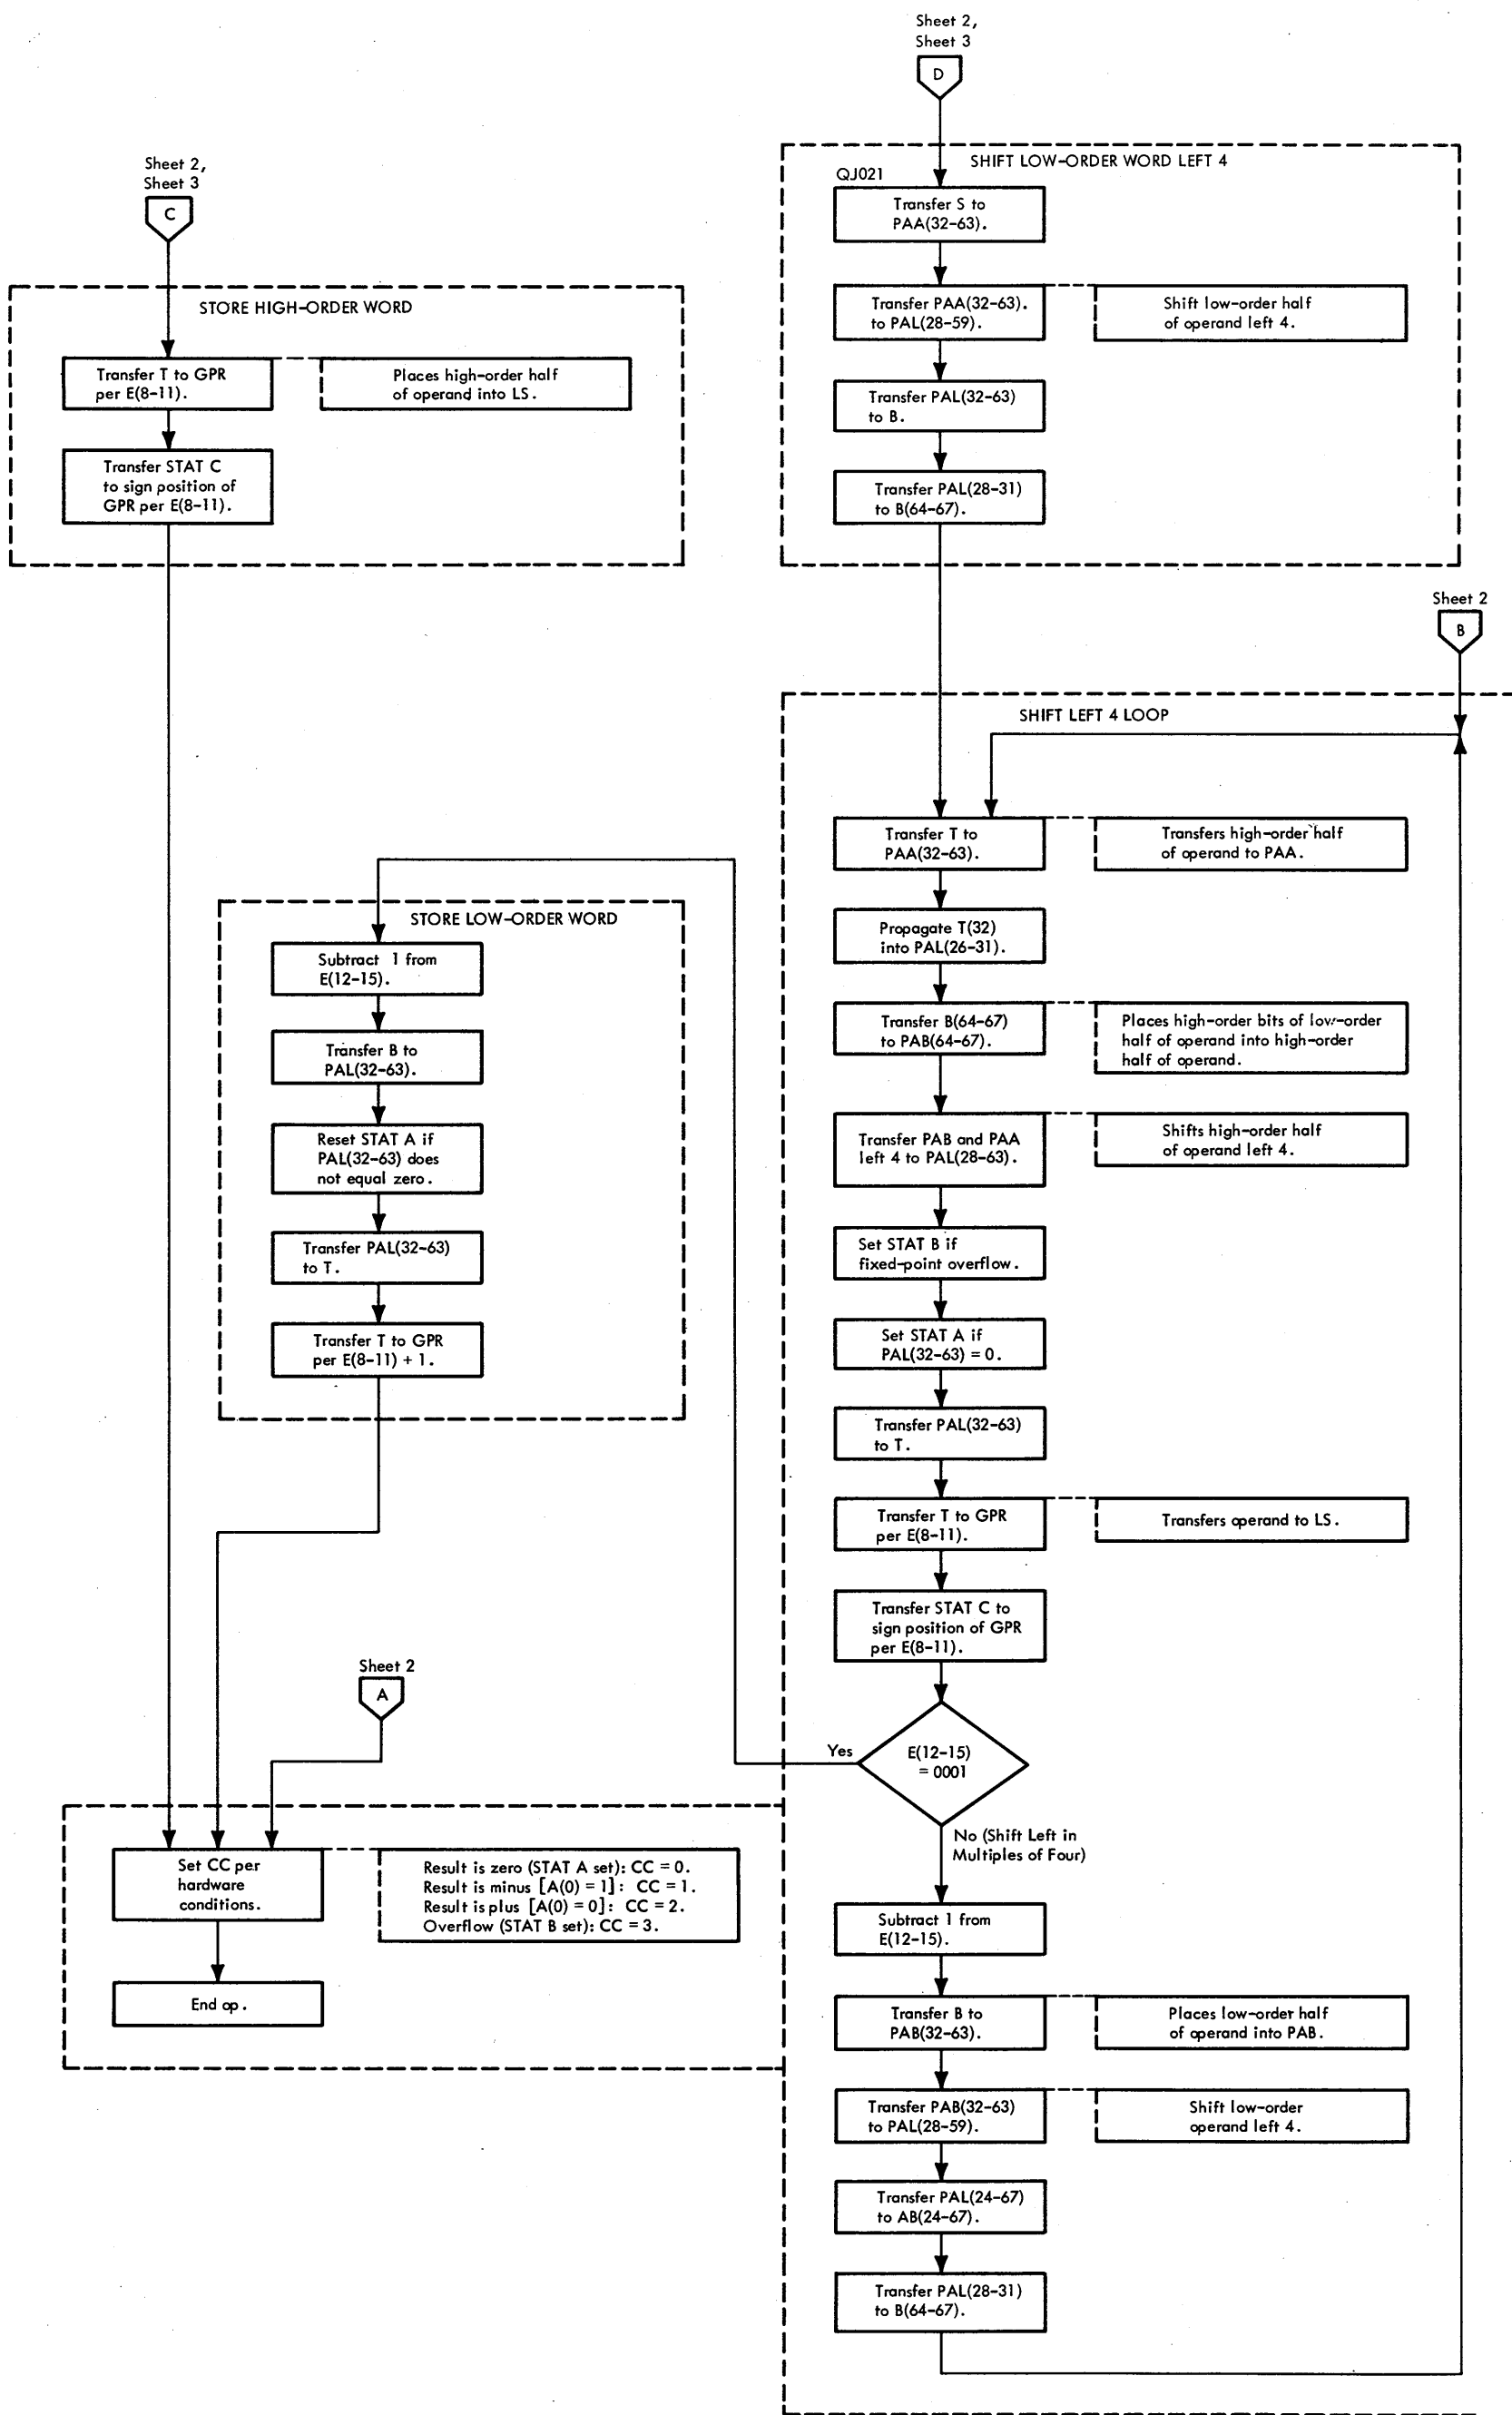 Sheet 2,
Sheet 3
D
SHIFT LOW-ORDER WORD LEFT 4
QJ021
Transfer S to
PAA(32-63).
Transfer PAA(32-63).
to PAL(28-59).
Shift low-order half
of operand left 4.
Transfer PAL(32-63)
to B.
Transfer PAL(28-31)
to B(64-67).
Sheet 2,
Sheet 3
C
STORE HIGH-ORDER WORD
Transfer T to GPR
per E(8-11).
Places high-order half
of operand into LS.
Transfer STAT C
to sign position of
GPR per E(8-11).
Sheet 2
B
SHIFT LEFT 4 LOOP
Transfer T to
PAA(32-63).
Transfers high-order half
of operand to PAA.
Propagate T(32)
into PAL(26-31).
Transfer B(64-67)
to PAB(64-67).
Places high-order bits of low-order
half of operand into high-order
half of operand.
Transfer PAB and PAA
left 4 to PAL(28-63).
Shifts high-order half
of operand left 4.
Set STAT B if
fixed-point overflow.
Set STAT A if
PAL(32-63) = 0.
Transfer PAL(32-63)
to T.
Transfer T to GPR
per E(8-11).
Transfers operand to LS.
Transfer STAT C to
sign position of GPR
per E(8-11).
E(12-15)
= 0001
Yes
No (Shift Left in
Multiples of Four)
Subtract 1 from
E(12-15).
Transfer B to
PAB(32-63).
Places low-order half
of operand into PAB.
Transfer PAB(32-63)
to PAL(28-59).
Shift low-order
operand left 4.
Transfer PAL(24-67)
to AB(24-67).
Transfer PAL(28-31)
to B(64-67).
STORE LOW-ORDER WORD
Subtract 1 from
E(12-15).
Transfer B to
PAL(32-63).
Reset STAT A if
PAL(32-63) does
not equal zero.
Transfer PAL(32-63)
to T.
Transfer T to GPR
per E(8-11) + 1.
Sheet 2
A
Set CC per
hardware
conditions.
Result is zero (STAT A set): CC = 0.
Result is minus [A(0) = 1]: CC = 1.
Result is plus [A(0) = 0]: CC = 2.
Overflow (STAT B set): CC = 3.
End op.